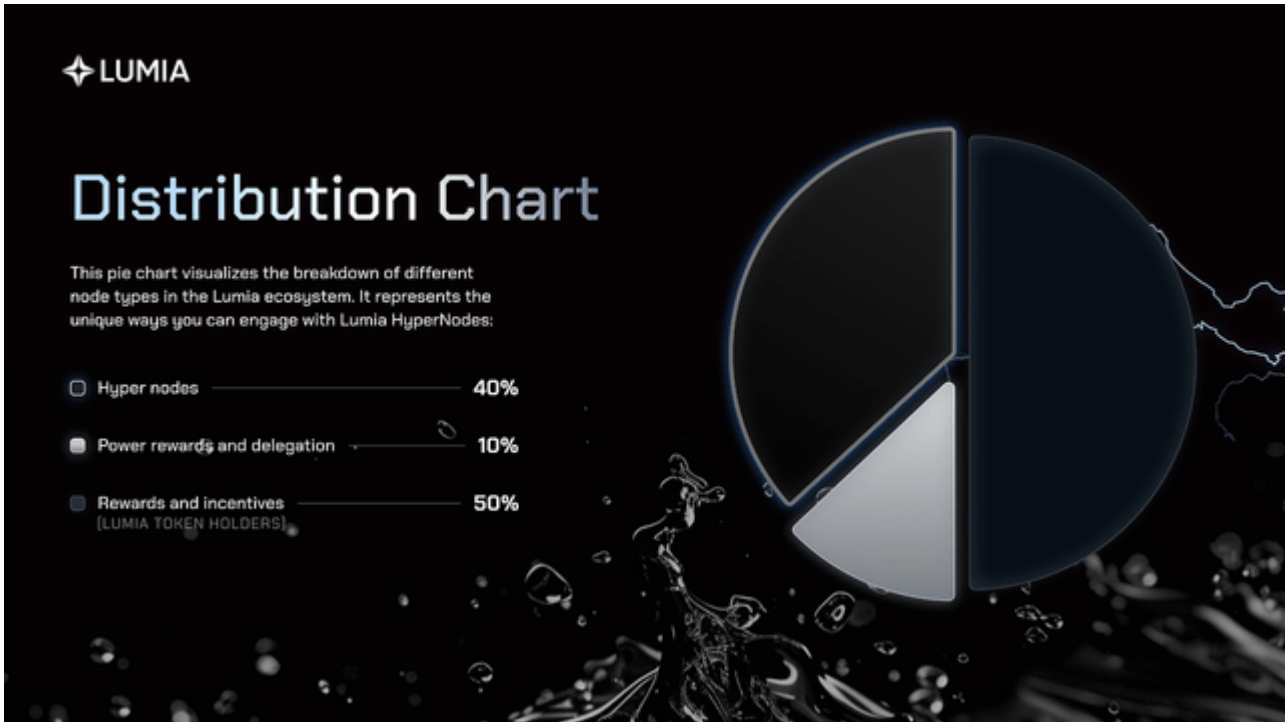 LUMIA
Distribution Chart
This pie chart visualizes the breakdown of different
node types in the Lumia ecosystem. It represents the
unique ways you can engage with Lumia HyperNodes:
Hyper nodes 40%
Power rewards and delegation 10%
Rewards and incentives 50%
(LUMIA TOKEN HOLDERS)